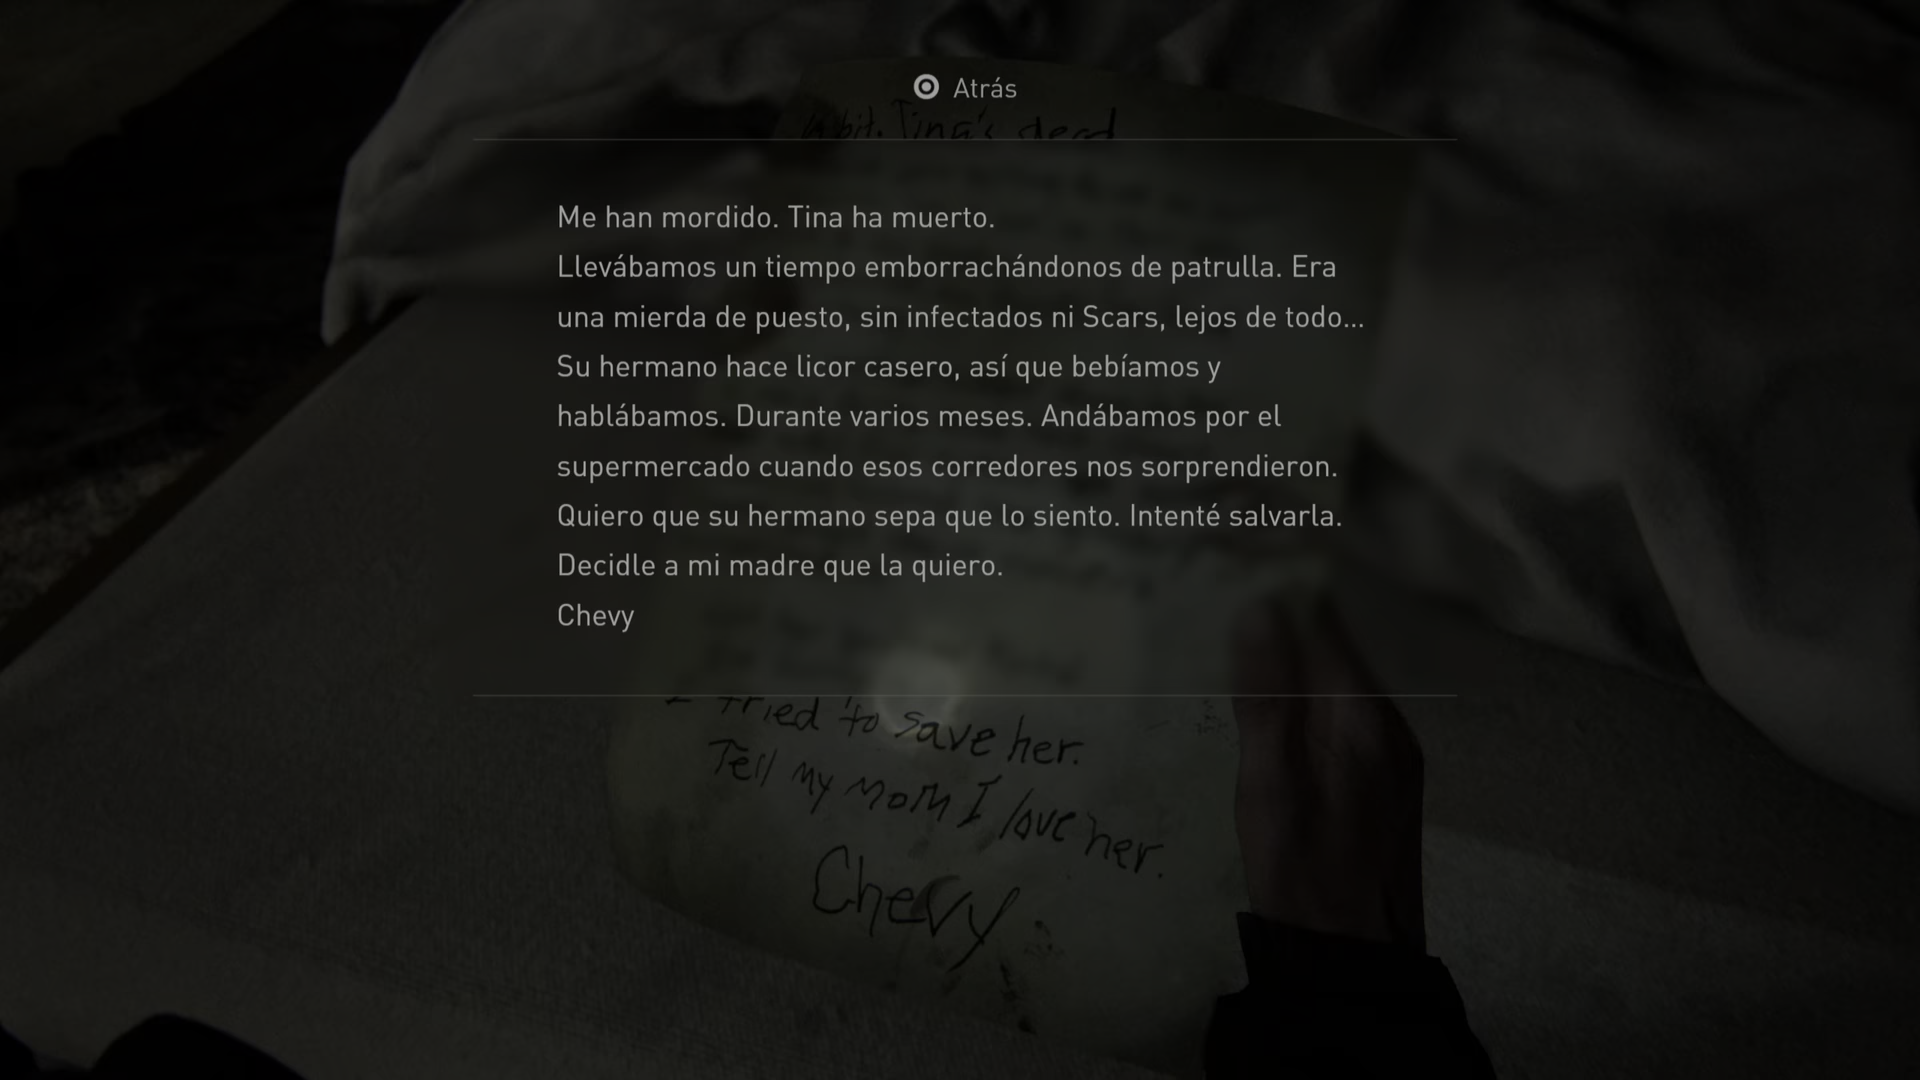 Atrás
bit. Tina's dead
Me han mordido. Tina ha muerto.
Llevábamos un tiempo emborrachándonos de patrulla. Era
una mierda de puesto, sin infectados ni Scars, lejos de todo...
Su hermano hace licor casero, así que bebíamos y
hablábamos. Durante varios meses. Andábamos por el
supermercado cuando esos corredores nos sorprendieron.
Quiero que su hermano sepa que lo siento. Intenté salvarla.
Decidle a mi madre que la quiero.
Chevy
I tried to save her.
Tell my mom I love her.
Chevy